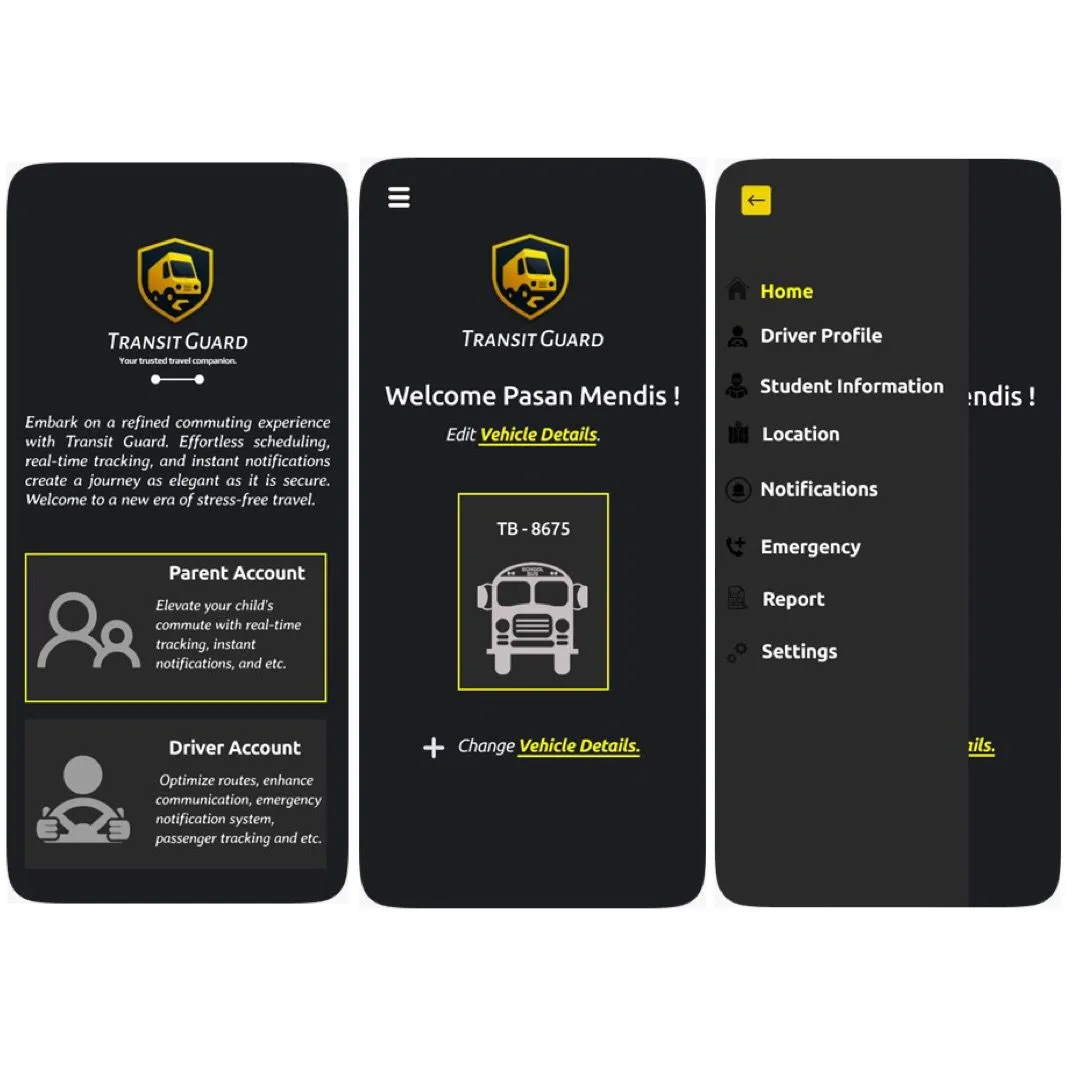 TRANSIT GUARD
Your trusted travel companion.
Embark on a refined commuting experience
with Transit Guard. Effortless scheduling,
real-time tracking, and instant notifications
create a journey as elegant as it is secure.
Welcome to a new era of stress-free travel.
Parent Account
Elevate your child's
commute with real-time
tracking, instant
notifications, and etc.
Driver Account
Optimize routes, enhance
communication, emergency
notification system,
passenger tracking and etc.
TRANSIT GUARD
Welcome Pasan Mendis !
Edit Vehicle Details.
TB - 8675
SCHOOL
BUS
Change Vehicle Details.
Home
Driver Profile
Student Information
endis !
Location
Notifications
Emergency
Report
Settings
ils.